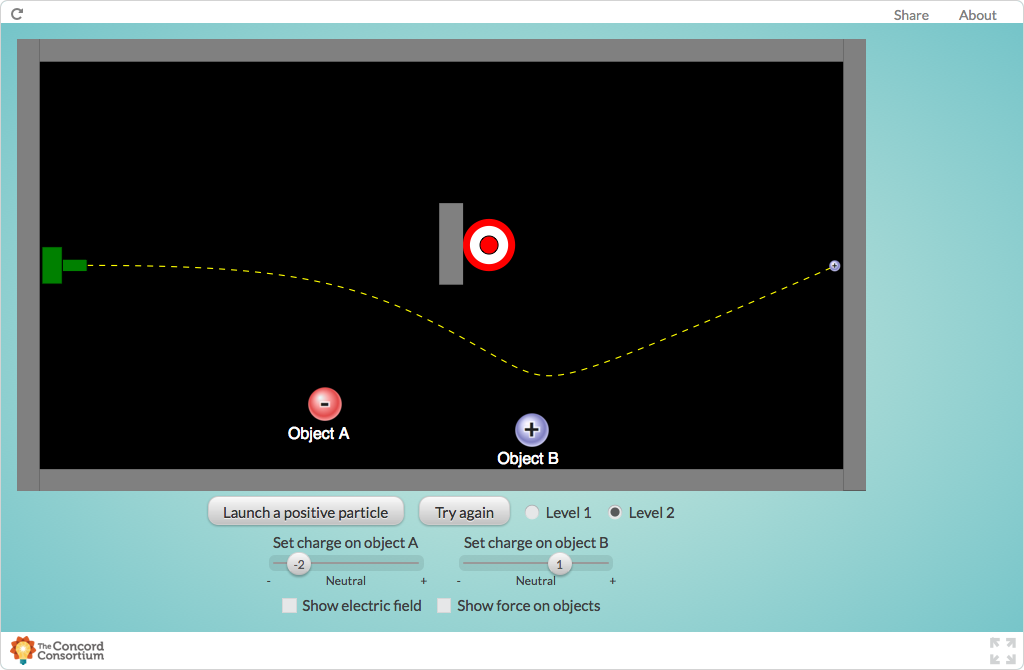 Share About
-
Object A
+
Object B
+
Launch a positive particle Try again Level 1 Level 2
Set charge on object A Set charge on object B
-2 1
- Neutral + - Neutral +
Show electric field Show force on objects
The Concord
Consortium